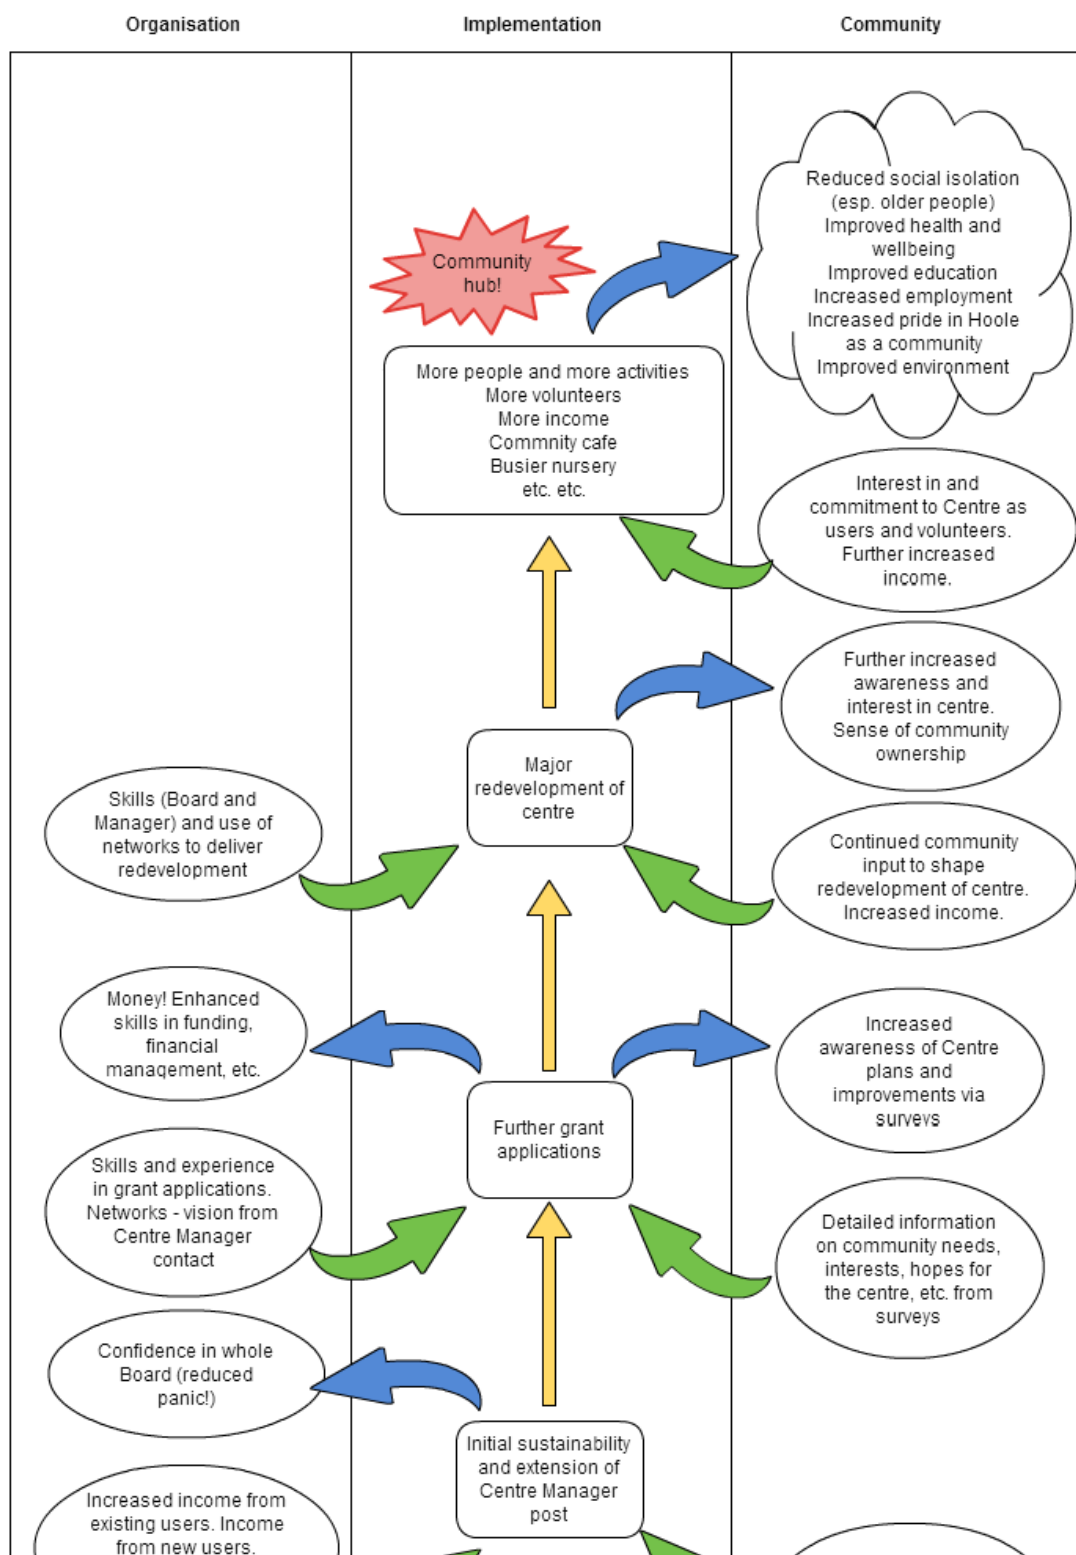 Organisation
Implementation
Community
Reduced social isolation
(esp. older people)
Improved health and
wellbeing
Improved education
Increased employment
Increased pride in Hoole
as a community
Improved environment
Community
hub!
More people and more activities
More volunteers
More income
Commnity cafe
Busier nursery
etc. etc.
Interest in and
commitment to Centre as
users and volunteers.
Further increased
income.
Further increased
awareness and
interest in centre.
Sense of community
ownership
Major
redevelopment of
centre
Skills (Board and
Manager) and use of
networks to deliver
redevelopment
Continued community
input to shape
redevelopment of centre.
Increased income.
Money! Enhanced
skills in funding,
financial
management, etc.
Increased
awareness of Centre
plans and
improvements via
surveys
Further grant
applications
Skills and experience
in grant applications.
Networks - vision from
Centre Manager
contact
Detailed information
on community needs,
interests, hopes for
the centre, etc. from
surveys
Confidence in whole
Board (reduced
panic!)
Initial sustainability
and extension of
Centre Manager
post
Increased income from
existing users. Income
from new users.